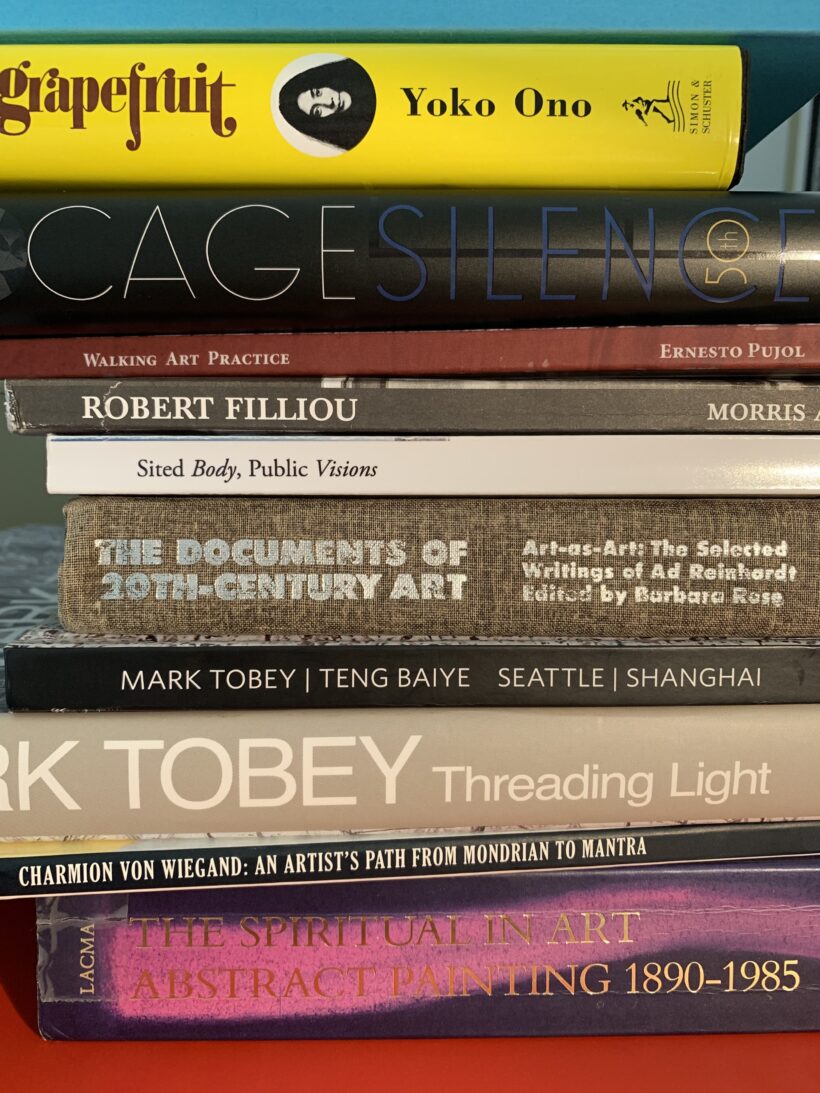 grapefruit
Yoko Ono
SIMON &
SCHUSTER
CAGE SILENCE
50th
WALKING ART PRACTICE
ERNESTO PUJOL
ROBERT FILLIOU
MORRIS
Sited Body, Public Visions
THE DOCUMENTS OF
20TH-CENTURY ART
Art-as-Art: The Selected
Writings of Ad Reinhardt
Edited by Barbara Rose
MARK TOBEY | TENG BAIYE SEATTLE | SHANGHAI
RK TOBEY Threading Light
CHARMION VON WIEGAND: AN ARTIST'S PATH FROM MONDRIAN TO MANTRA
LACMA
THE SPIRITUAL IN ART
ABSTRACT PAINTING 1890–1985